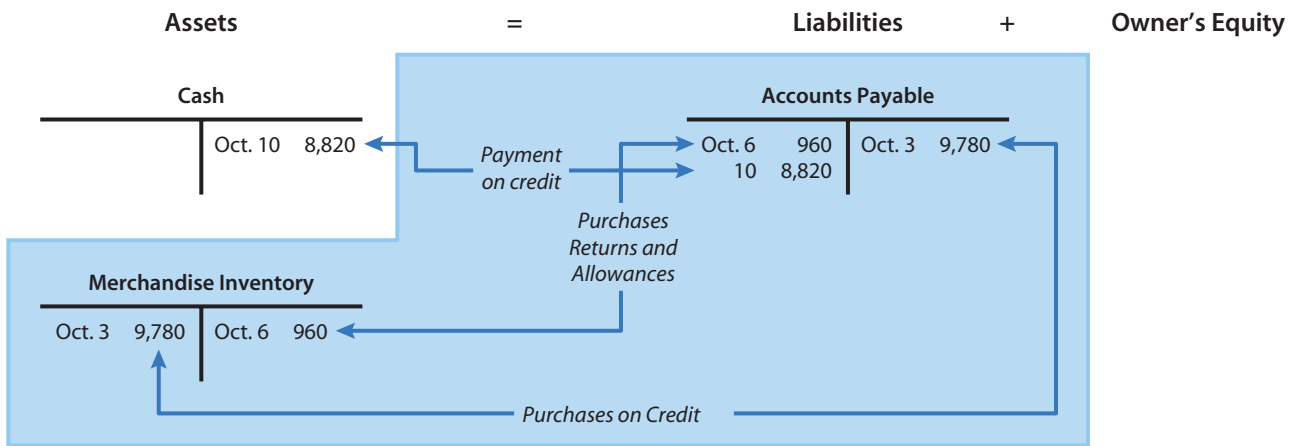 Assets = Liabilities + Owner's Equity
Cash
Oct. 10 8,820
Accounts Payable
Oct. 6 960 Oct. 3 9,780
10 8,820
Payment
on credit
Purchases
Returns and
Allowances
Merchandise Inventory
Oct. 3 9,780 Oct. 6 960
Purchases on Credit